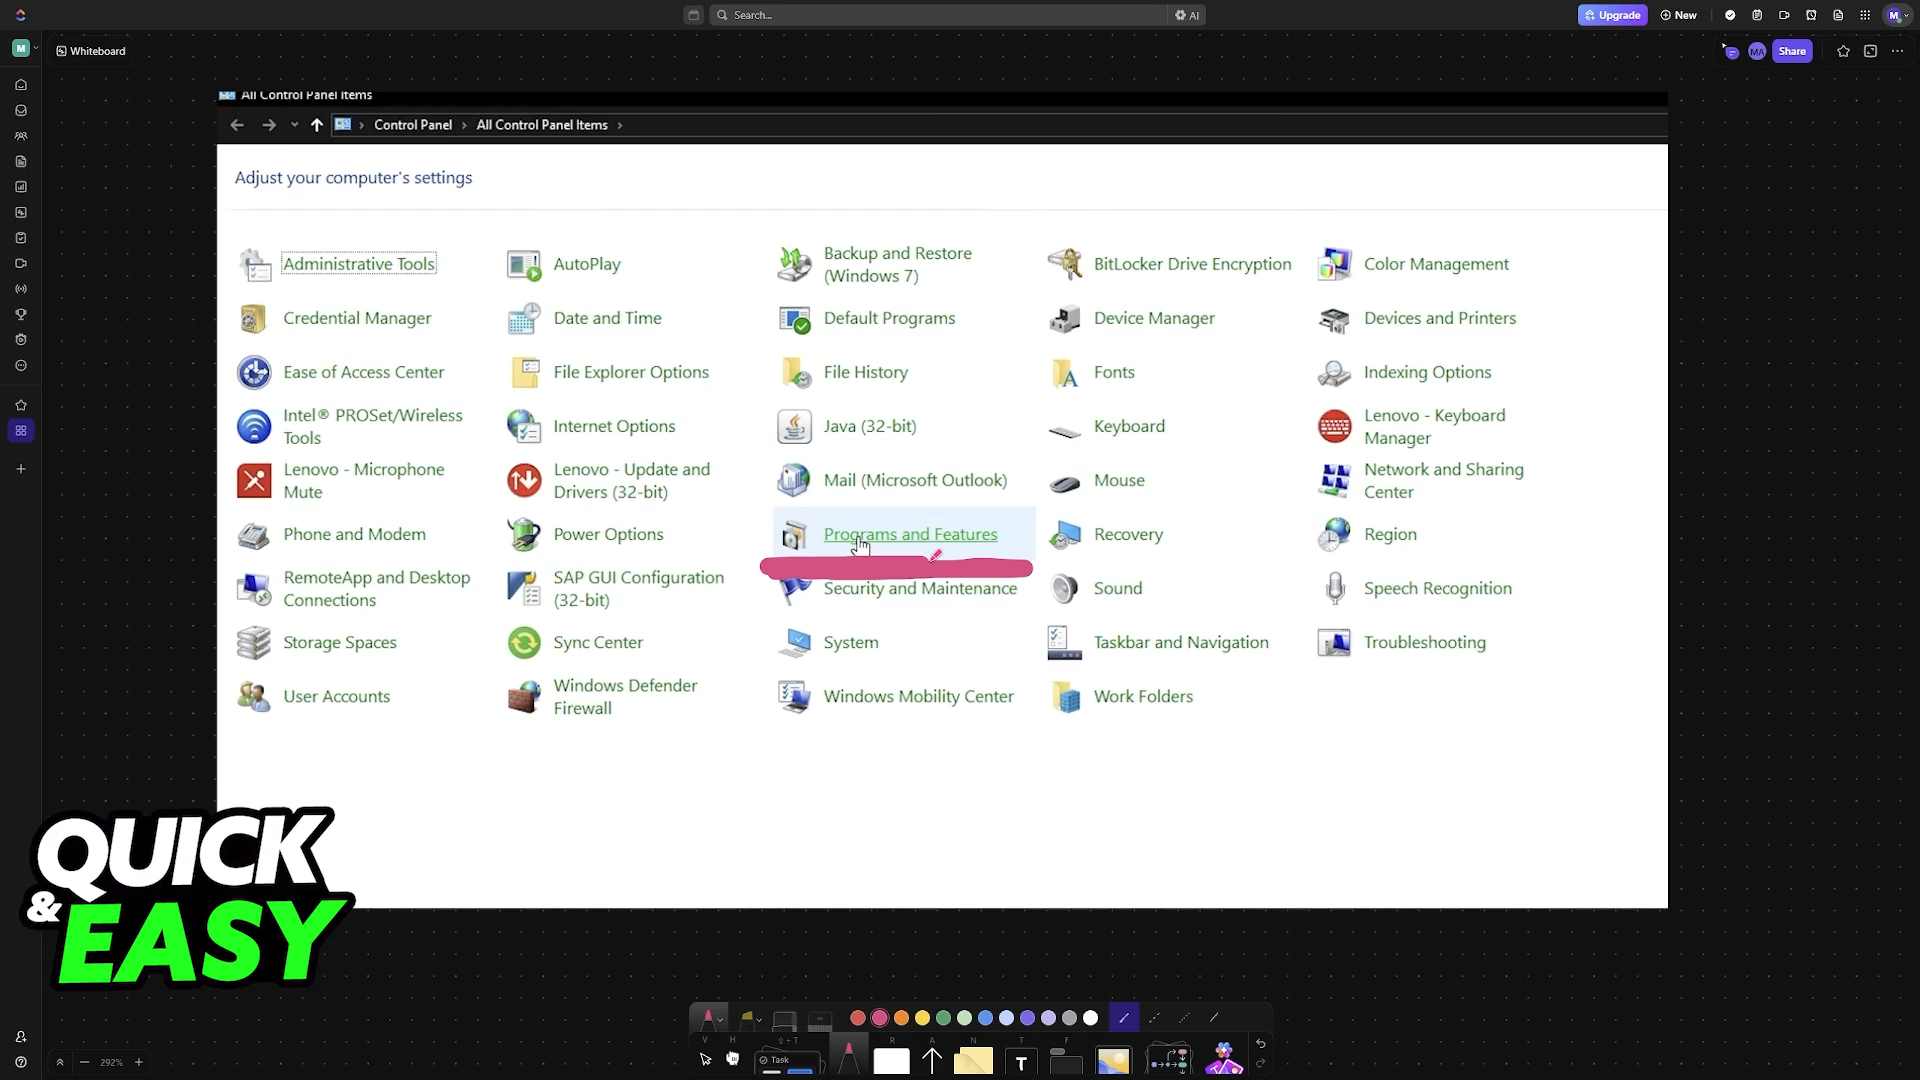 Search...
AI
Upgrade
New
M
M
Whiteboard
MA
Share
All Control Panel Items
Control Panel
All Control Panel Items
Adjust your computer's settings
Administrative Tools
AutoPlay
Backup and Restore
(Windows 7)
BitLocker Drive Encryption
Color Management
Credential Manager
Date and Time
Default Programs
Device Manager
Devices and Printers
Ease of Access Center
File Explorer Options
File History
Fonts
Indexing Options
Intel® PROSet/Wireless
Tools
Internet Options
Java (32-bit)
Keyboard
Lenovo - Keyboard
Manager
Lenovo - Microphone
Mute
Lenovo - Update and
Drivers (32-bit)
Mail (Microsoft Outlook)
Mouse
Network and Sharing
Center
Phone and Modem
Power Options
Programs and Features
Recovery
Region
RemoteApp and Desktop
Connections
SAP GUI Configuration
(32-bit)
Security and Maintenance
Sound
Speech Recognition
Storage Spaces
Sync Center
System
Taskbar and Navigation
Troubleshooting
User Accounts
Windows Defender
Firewall
Windows Mobility Center
Work Folders
QUICK
&EASY
292%
V
H
⇧+T
R
A
N
T
F
Task
T